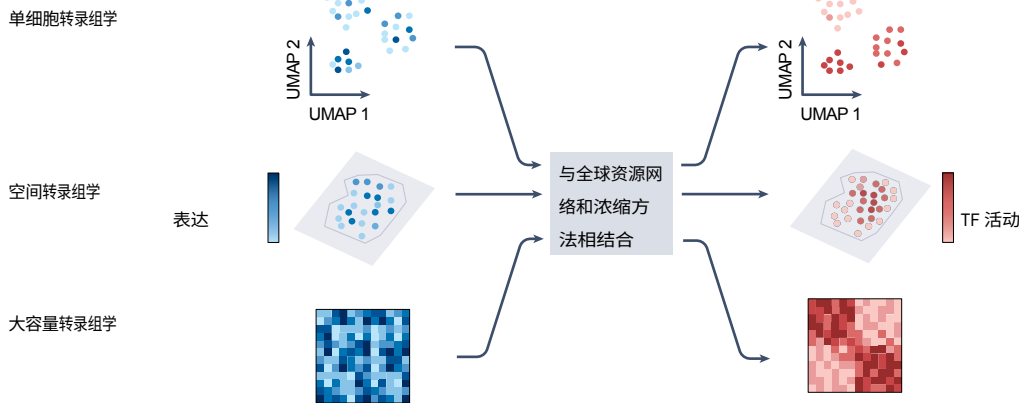 单细胞转录组学
UMAP 2
UMAP 1
UMAP 2
UMAP 1
空间转录组学
表达
与全球资源网
络和浓缩方
法相结合
TF 活动
大容量转录组学